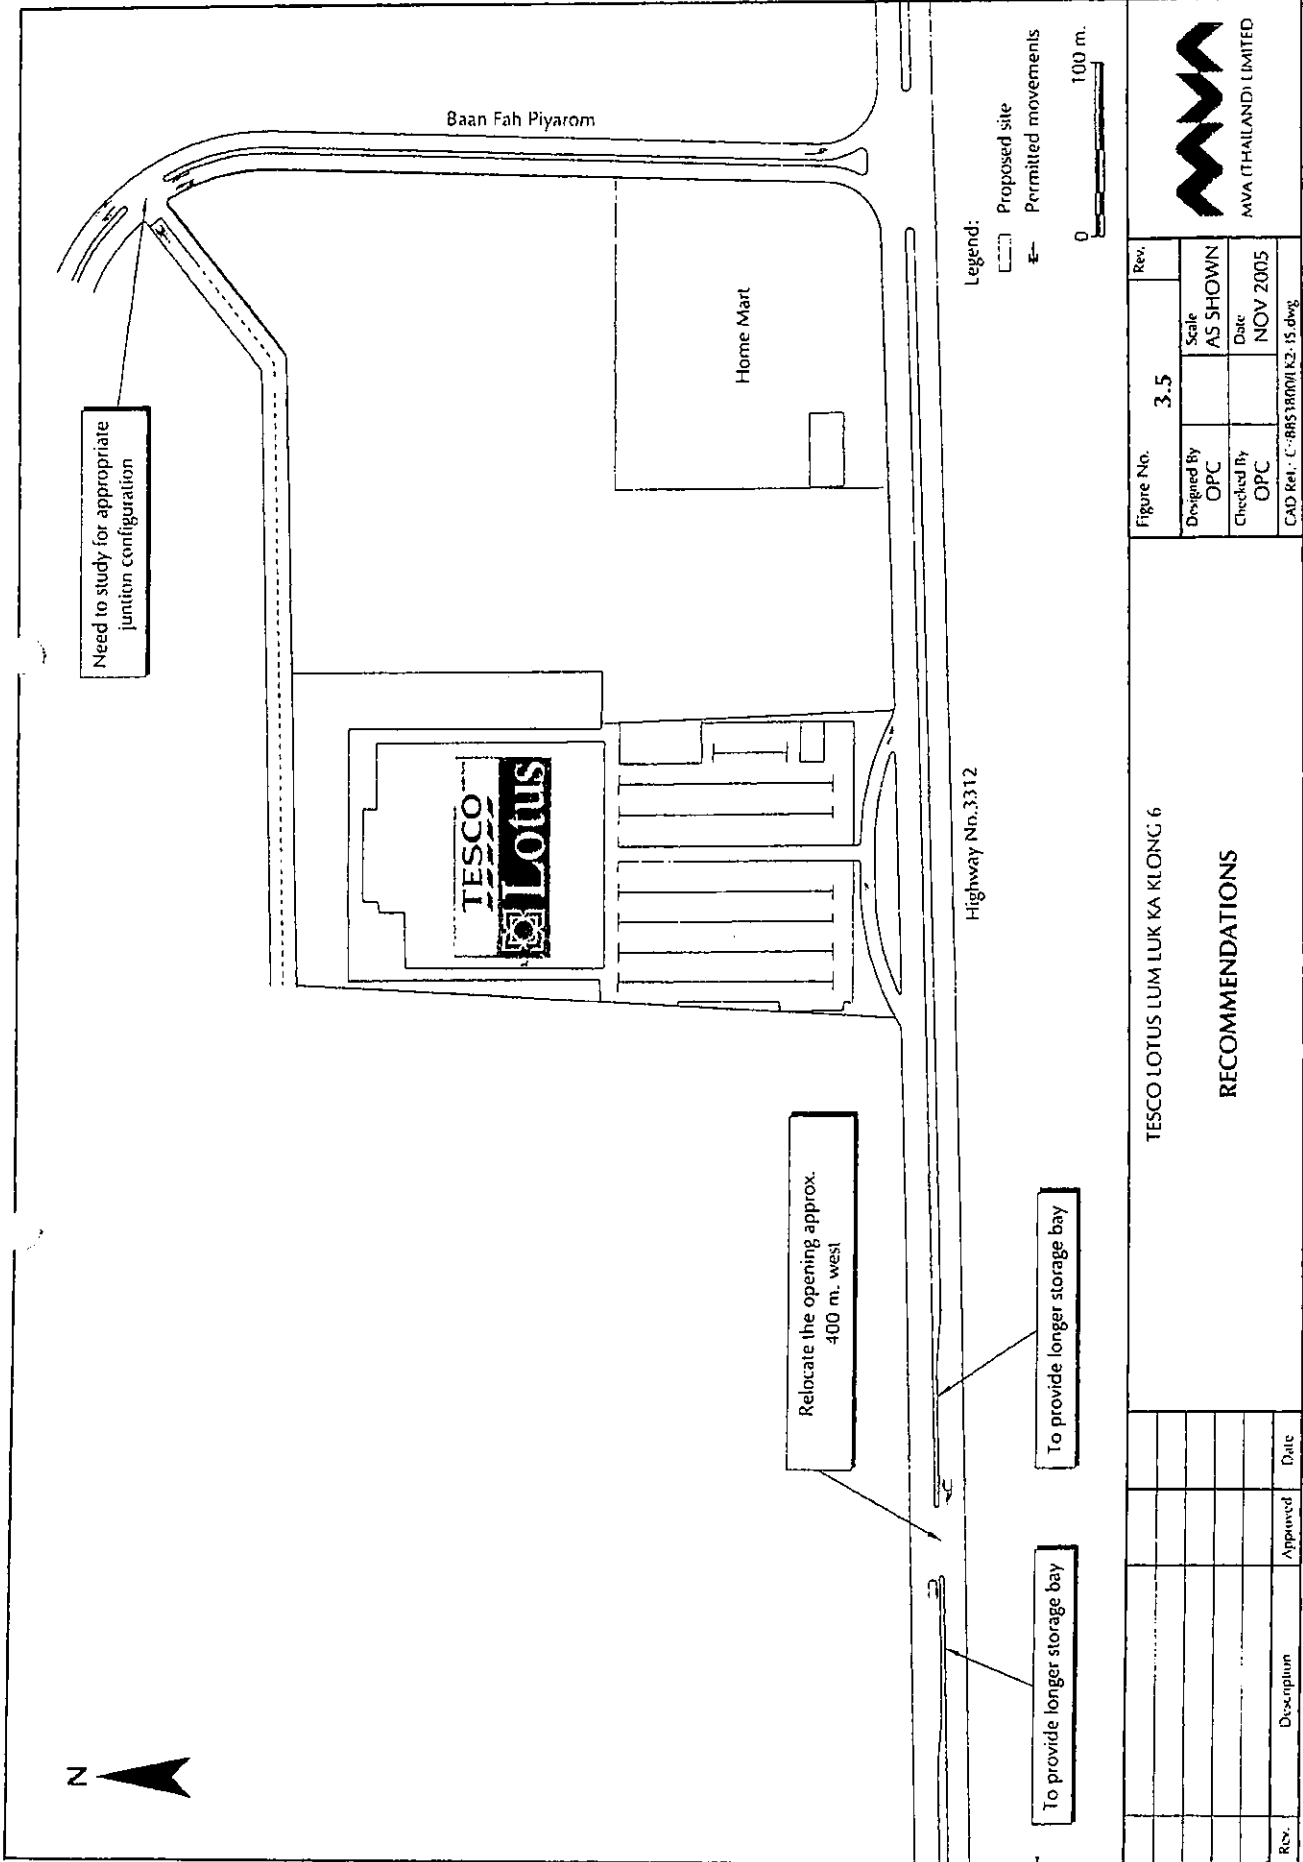 N
Need to study for appropriate
juntion configuration
Baan Fah Piyarom
TESCO
Lotus
Home Mart
Relocate the opening approx.
400 m. west
Highway No.3312
To provide longer storage bay
To provide longer storage bay
Legend:
Proposed site
Permitted movements
0
100 m.
Rev.
Description
Approved
Date
TESCO LOTUS LUM LUK KA KLONG 6
RECOMMENDATIONS
Figure No.
3.5
Rev.
Designed By
OPC
Scale
AS SHOWN
Checked By
OPC
Date
NOV 2005
CAD Ref.:
MVA (THAILAND) LIMITED